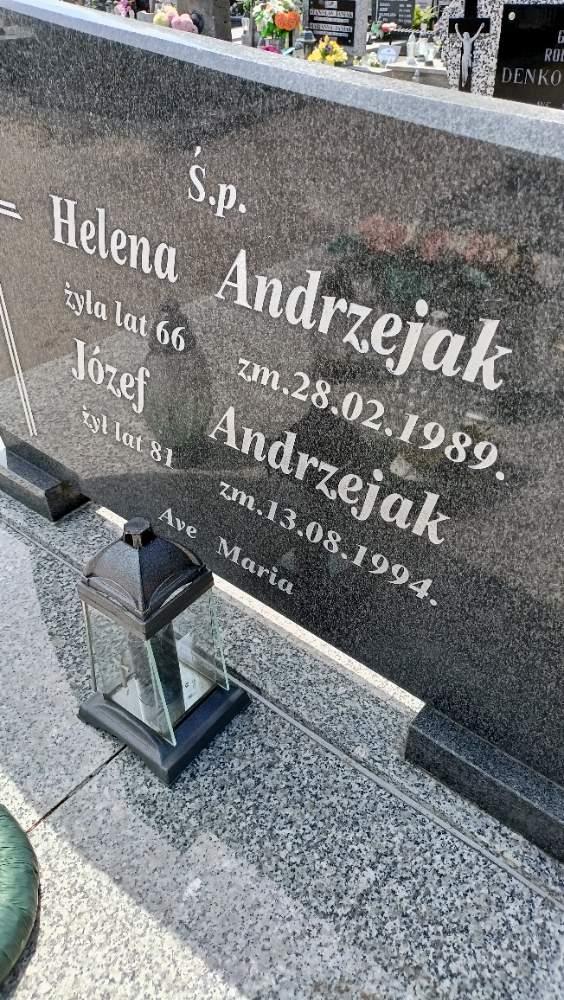 Ś.p.
Helena Andrzejak
żyła lat 66 zm.28.02.1989.
Józef Andrzejak
żył lat 81 zm.13.08.1994.
Ave Maria
DENKO